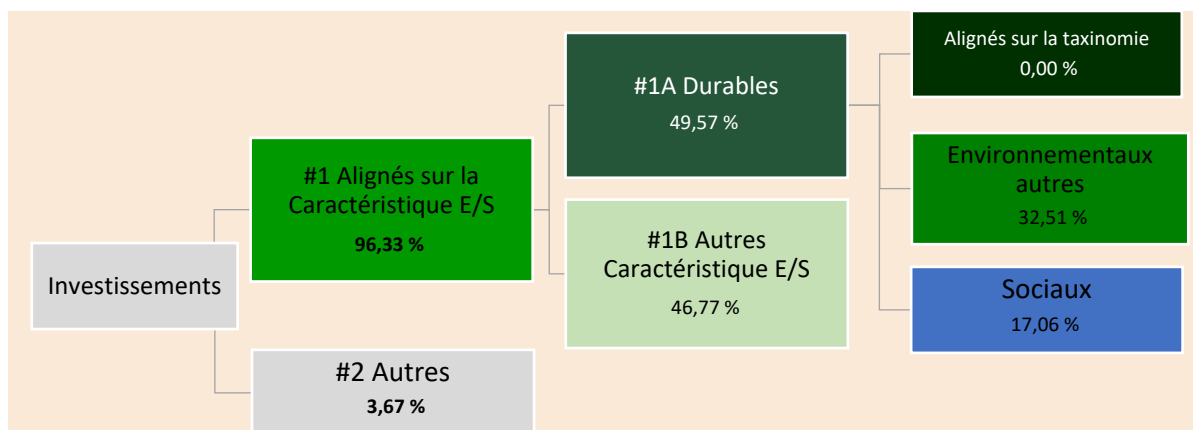 Investissements
#1 Alignés sur la
Caractéristique E/S
96,33 %
#2 Autres
3,67 %
#1A Durables
49,57 %
#1B Autres
Caractéristique E/S
46,77 %
Alignés sur la taxinomie
0,00 %
Environnementaux
autres
32,51 %
Sociaux
17,06 %